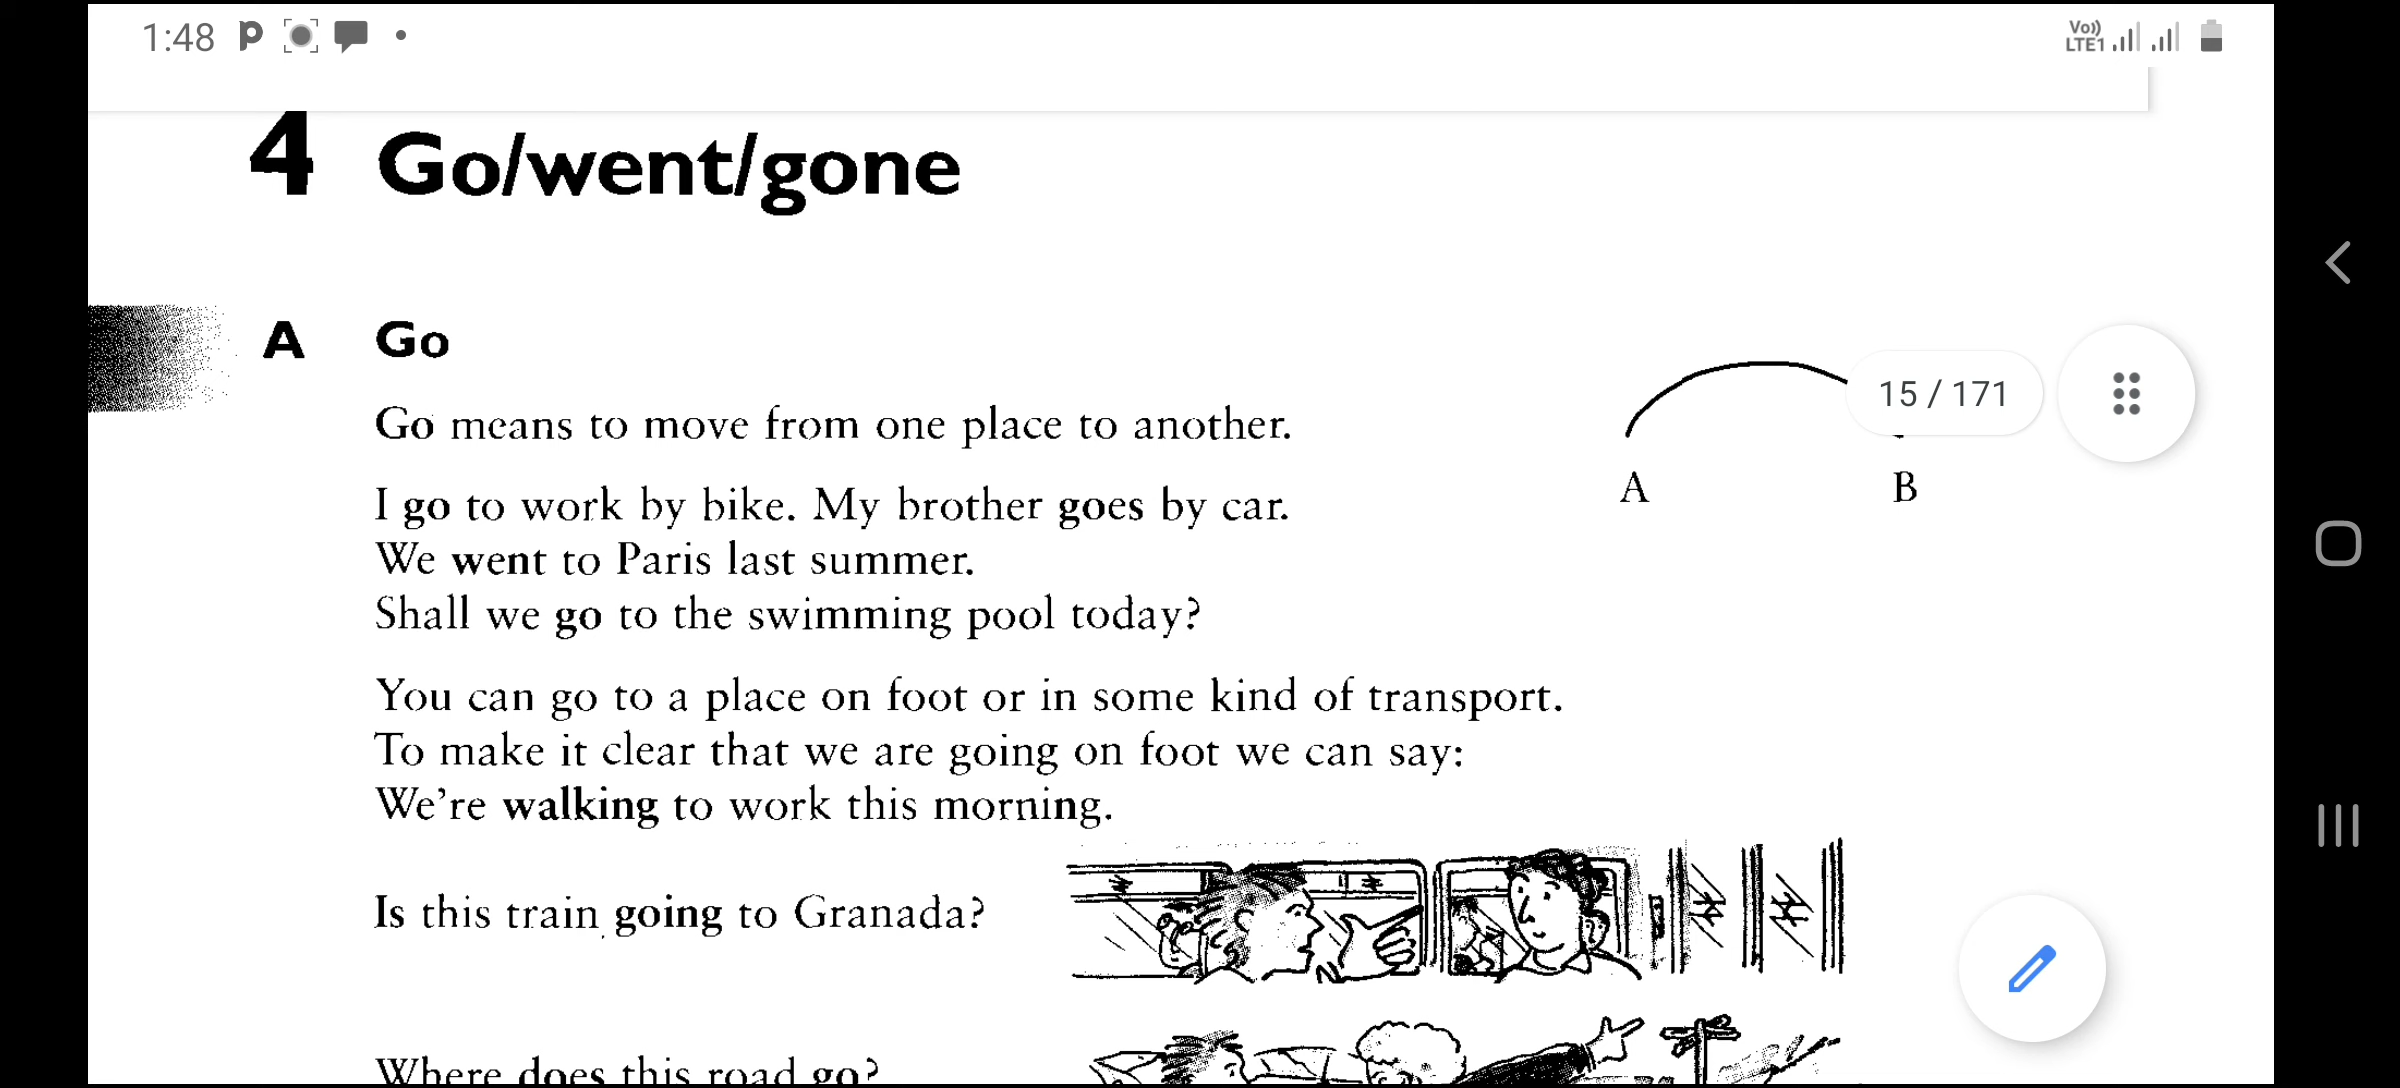 1:48
Vo)) LTE1
4 Go/went/gone
A Go
15 / 171
Go means to move from one place to another.
A B
I go to work by bike. My brother goes by car.
We went to Paris last summer.
Shall we go to the swimming pool today?
You can go to a place on foot or in some kind of transport.
To make it clear that we are going on foot we can say:
We're walking to work this morning.
Is this train going to Granada?
Where does this road go?